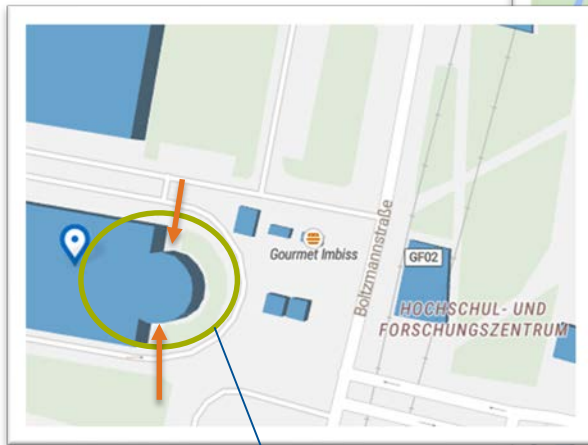 Gourmet Imbiss
Boltzmannstraße
GF02
HOCHSCHUL- UND
FORSCHUNGSZENTRUM